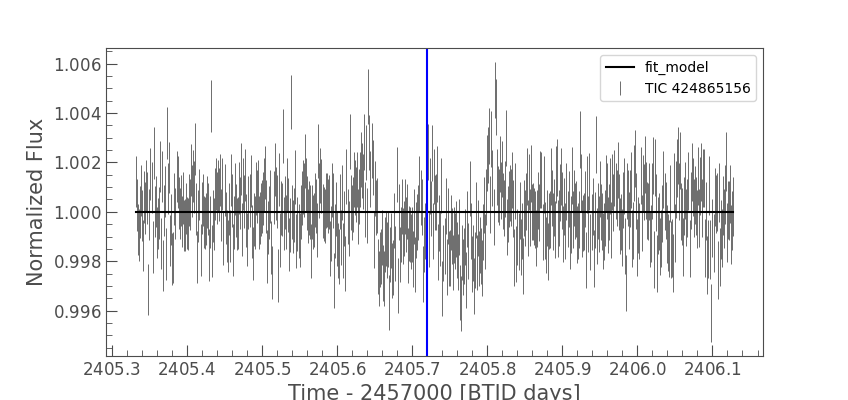 1.006
1.004
1.002
1.000
0.998
0.996
Normalized Flux
fit_model
TIC 424865156
2405.3 2405.4 2405.5 2405.6 2405.7 2405.8 2405.9 2406.0 2406.1
Time - 2457000 [BTJD days]